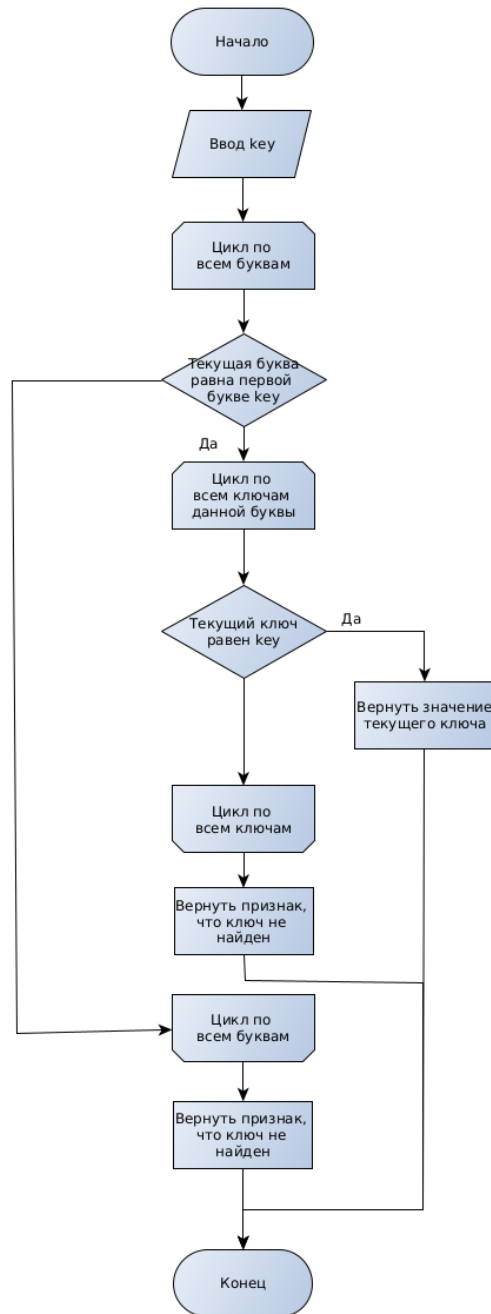 Начало
Ввод key
Цикл по
всем буквам
Текущая буква
равна первой
букве key
Да
Цикл по
всем ключам
данной буквы
Текущий ключ
равен key
Да
Вернуть значение
текущего ключа
Цикл по
всем ключам
Вернуть признак,
что ключ не
найден
Цикл по
всем буквам
Вернуть признак,
что ключ не
найден
Конец